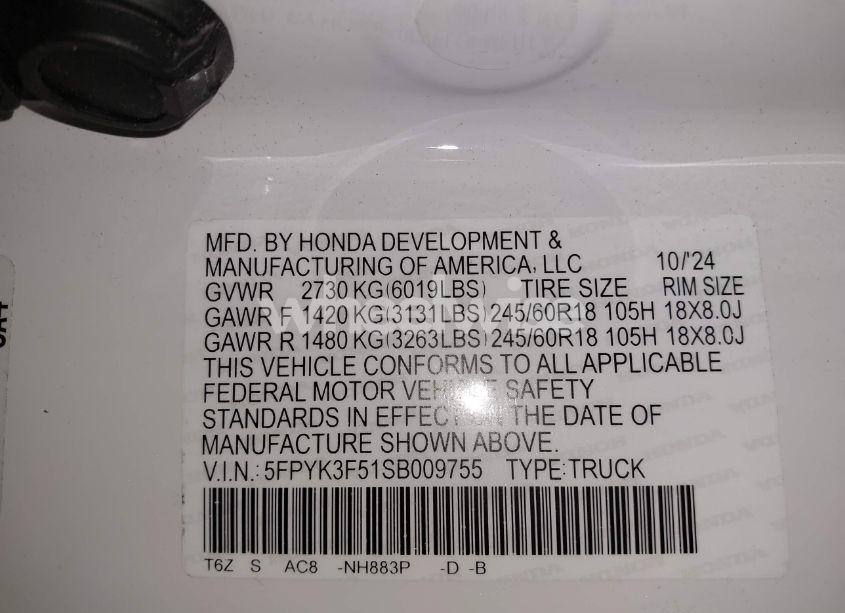 MFD. BY HONDA DEVELOPMENT &
MANUFACTURING OF AMERICA, LLC 10/'24
GVWR 2730 KG(6019LBS) TIRE SIZE RIM SIZE
GAWR F 1420 KG(3131LBS) 245/60R18 105H 18X8.0J
GAWR R 1480 KG(3263LBS) 245/60R18 105H 18X8.0J
THIS VEHICLE CONFORMS TO ALL APPLICABLE
FEDERAL MOTOR VEHICLE SAFETY
STANDARDS IN EFFECT ON THE DATE OF
MANUFACTURE SHOWN ABOVE.
V.I.N.: 5FPYK3F51SB009755 TYPE: TRUCK
T6Z S AC8 -NH883P -D -B